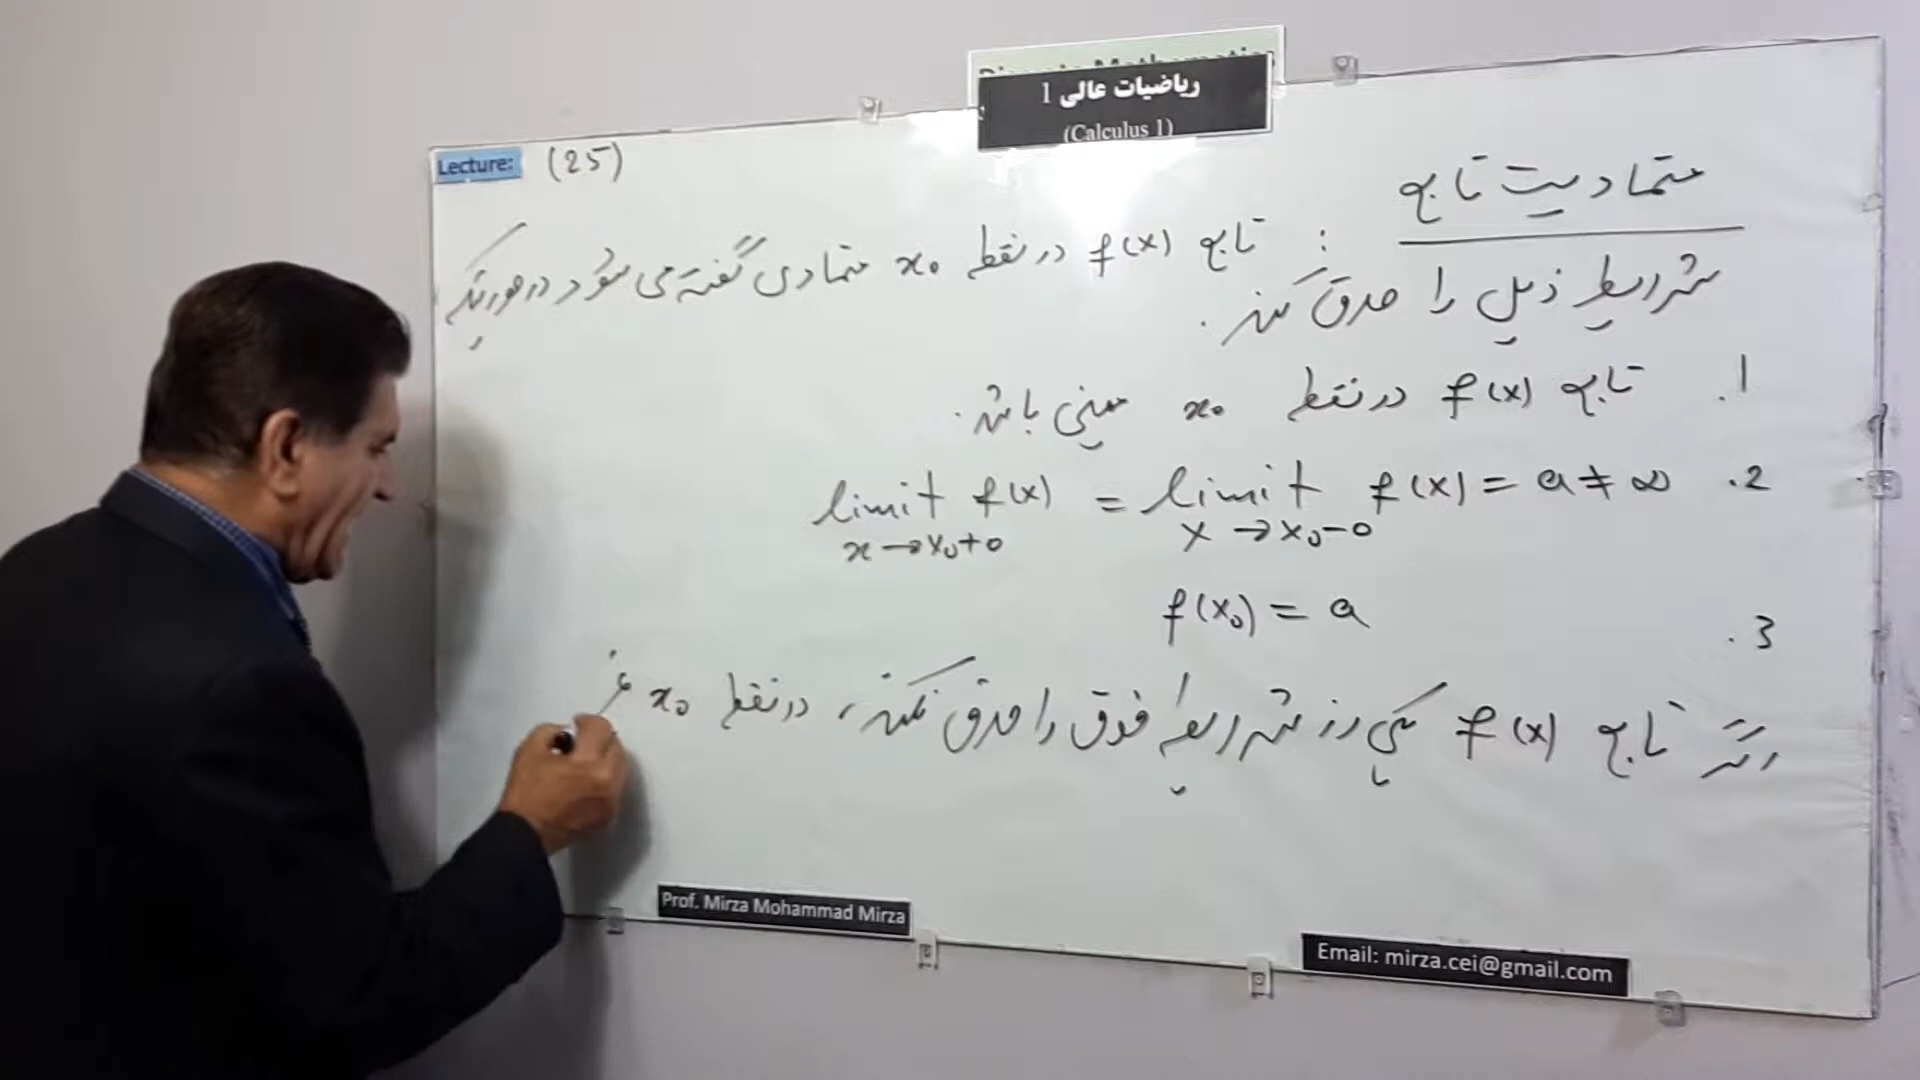 ریاضیات عالی 1
(Calculus 1)
Lecture: (25)
متمادیت تابع : تابع f(x) در نقطه x₀ متمادی گفته می شود در صورتیکه
شرایط ذیل را صدق کند.
1. تابع f(x) در نقطه x₀ معین باشد.
2. limit f(x) = limit f(x) = a ≠ ∞
x→x₀+0 x→x₀-0
3. f(x₀) = a
اگر تابع f(x) یکی از شرایط فوق را صدق نکند، در نقطه x₀ غیر
Prof. Mirza Mohammad Mirza
Email: mirza.cei@gmail.com